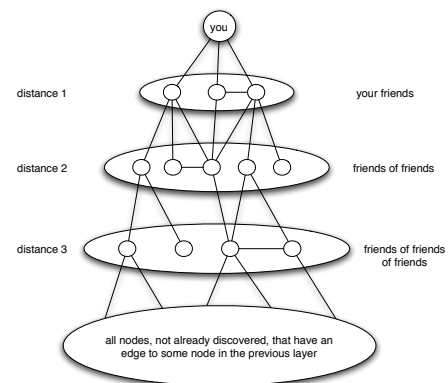 you
distance 1
your friends
distance 2
friends of friends
distance 3
friends of friends
of friends
all nodes, not already discovered, that have an
edge to some node in the previous layer